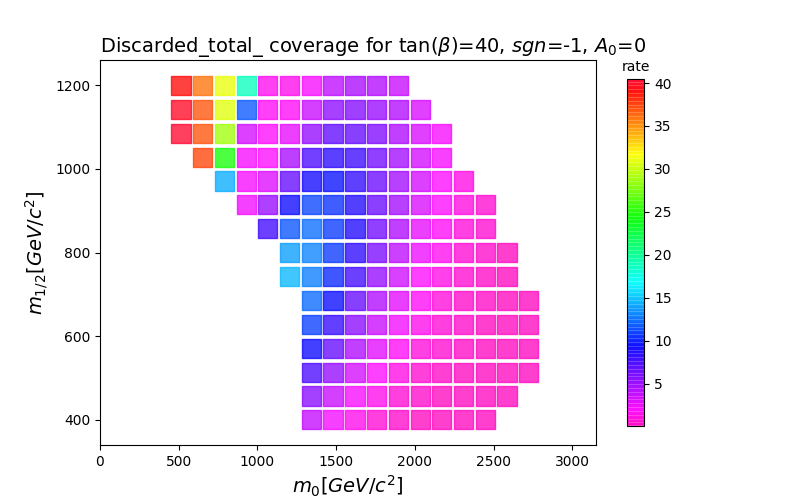 Discarded_total_ coverage for tan(β)=40, sgn=-1, A₀=0
rate
40
35
30
25
20
15
10
5
1200
1000
800
600
400
m₁/₂[GeV/c²]
0 500 1000 1500 2000 2500 3000
m₀[GeV/c²]